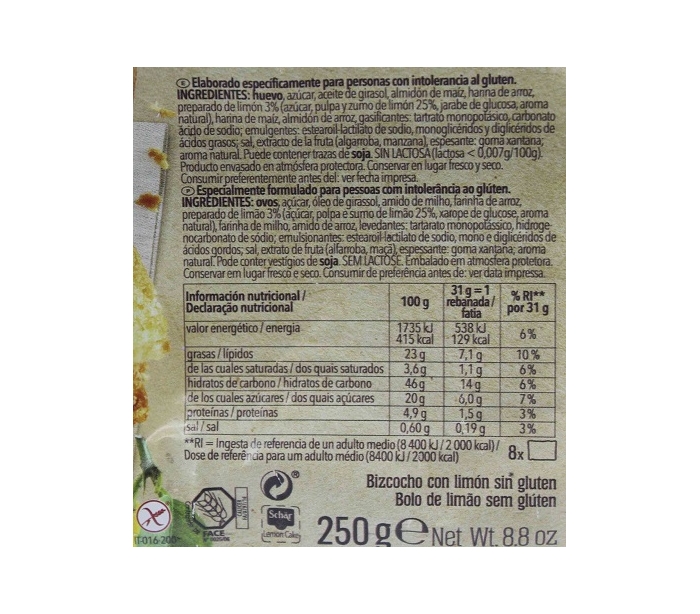 E Elaborado específicamente para personas con intolerancia al gluten.
INGREDIENTES: huevo, azúcar, aceite de girasol, almidón de maíz, harina de arroz,
preparado de limón 3% (azúcar, pulpa y zumo de limón 25%, jarabe de glucosa, aroma
natural), harina de maíz, almidón de arroz, gasificantes: tartrato monopotásico, carbonato
ácido de sodio; emulgentes: estearoil-lactilato de sodio, monoglicéridos y diglicéridos de
ácidos grasos; sal, extracto de la fruta (algarroba, manzana), espesante: goma xantana;
aroma natural. Puede contener trazas de soja. SIN LACTOSA (lactosa < 0,007g/100g).
Producto envasado en atmósfera protectora. Conservar en lugar fresco y seco.
Consumir preferentemente antes del: ver fecha impresa.
P Especialmente formulado para pessoas com intolerância ao glúten.
INGREDIENTES: ovos, açúcar, óleo de girassol, amido de milho, farinha de arroz,
preparado de limão 3% (açúcar, polpa e sumo de limão 25%, xarope de glucose, aroma
natural), farinha de milho, amido de arroz, levedantes: tartarato monopotássico, hidroge-
nocarbonato de sódio; emulsionantes: estearoil-lactilato de sodio, mono e diglicéridos de
ácidos gordos; sal, extrato de fruta (alfarroba, maçã), espessante: goma xantana; aroma
natural. Pode conter vestígios de soja. SEM LACTOSE. Embalado em atmosfera protetora.
Conservar em lugar fresco e seco. Consumir de preferência antes de: ver data impressa.
Información nutricional / Declaração nutricional 100 g 31 g = 1 rebanada / fatia % RI** por 31 g
valor energético / energia 1735 kJ 415 kcal 538 kJ 129 kcal 6%
grasas / lípidos 23 g 7,1 g 10 %
de las cuales saturadas / dos quais saturados 3,6g 1,1 g 6%
hidratos de carbono / hidratos de carbono 46g 14 g 6%
de los cuales azúcares / dos quais açúcares 20g 6,0 g 7%
proteínas / proteínas 4,9 g 1,5 g 3%
sal / sal 0,60 g 0,19 g 3%
**RI = Ingesta de referencia de un adulto medio (8 400 kJ / 2 000 kcal) /
Dose de referência para um adulto médio (8400 kJ / 2000 kcal)
8x
Bizcocho con limón sin gluten
Bolo de limão sem glúten
®
Schär
Lemon Cake
FACE
IT-016-200
250 g e Net Wt. 8.8 oz